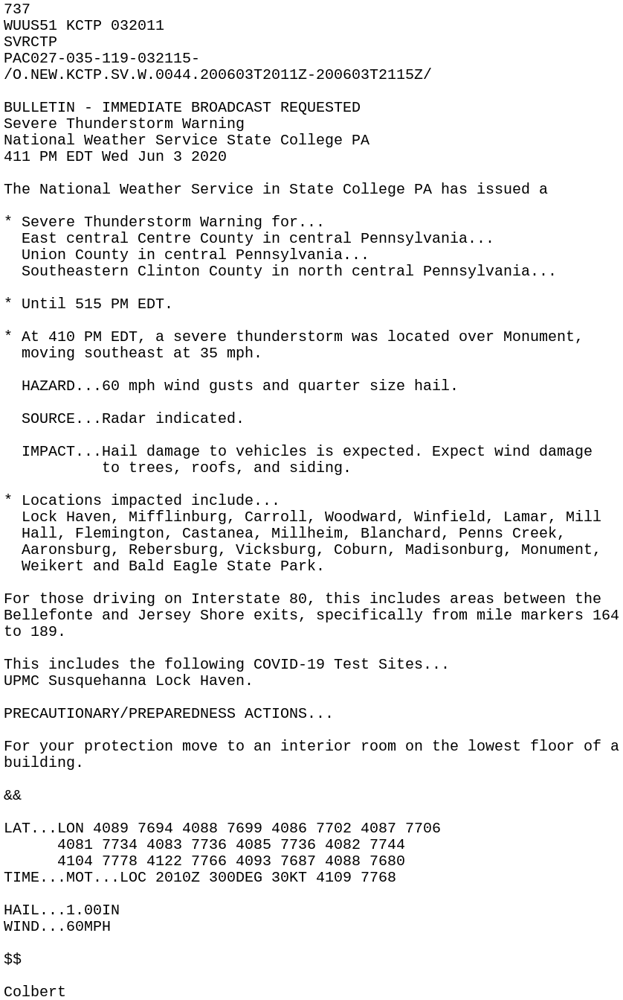 737
WUUS51 KCTP 032011
SVRCTP
PAC027-035-119-032115-
/O.NEW.KCTP.SV.W.0044.200603T2011Z-200603T2115Z/

BULLETIN - IMMEDIATE BROADCAST REQUESTED
Severe Thunderstorm Warning
National Weather Service State College PA
411 PM EDT Wed Jun 3 2020

The National Weather Service in State College PA has issued a

* Severe Thunderstorm Warning for...
  East central Centre County in central Pennsylvania...
  Union County in central Pennsylvania...
  Southeastern Clinton County in north central Pennsylvania...

* Until 515 PM EDT.

* At 410 PM EDT, a severe thunderstorm was located over Monument,
  moving southeast at 35 mph.

  HAZARD...60 mph wind gusts and quarter size hail.

  SOURCE...Radar indicated.

  IMPACT...Hail damage to vehicles is expected. Expect wind damage
           to trees, roofs, and siding.

* Locations impacted include...
  Lock Haven, Mifflinburg, Carroll, Woodward, Winfield, Lamar, Mill
  Hall, Flemington, Castanea, Millheim, Blanchard, Penns Creek,
  Aaronsburg, Rebersburg, Vicksburg, Coburn, Madisonburg, Monument,
  Weikert and Bald Eagle State Park.

For those driving on Interstate 80, this includes areas between the
Bellefonte and Jersey Shore exits, specifically from mile markers 164
to 189.

This includes the following COVID-19 Test Sites...
UPMC Susquehanna Lock Haven.

PRECAUTIONARY/PREPAREDNESS ACTIONS...

For your protection move to an interior room on the lowest floor of a
building.

&&

LAT...LON 4089 7694 4088 7699 4086 7702 4087 7706
      4081 7734 4083 7736 4085 7736 4082 7744
      4104 7778 4122 7766 4093 7687 4088 7680
TIME...MOT...LOC 2010Z 300DEG 30KT 4109 7768

HAIL...1.00IN
WIND...60MPH

$$

Colbert